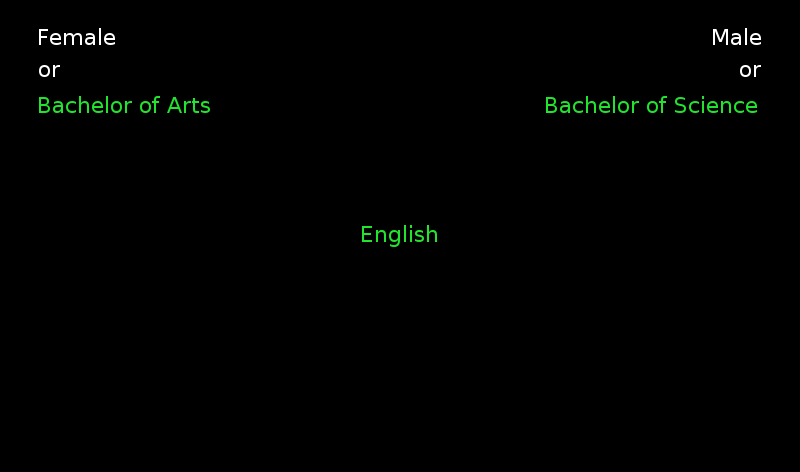 Female
or
Bachelor of Arts
Male
or
Bachelor of Science
English